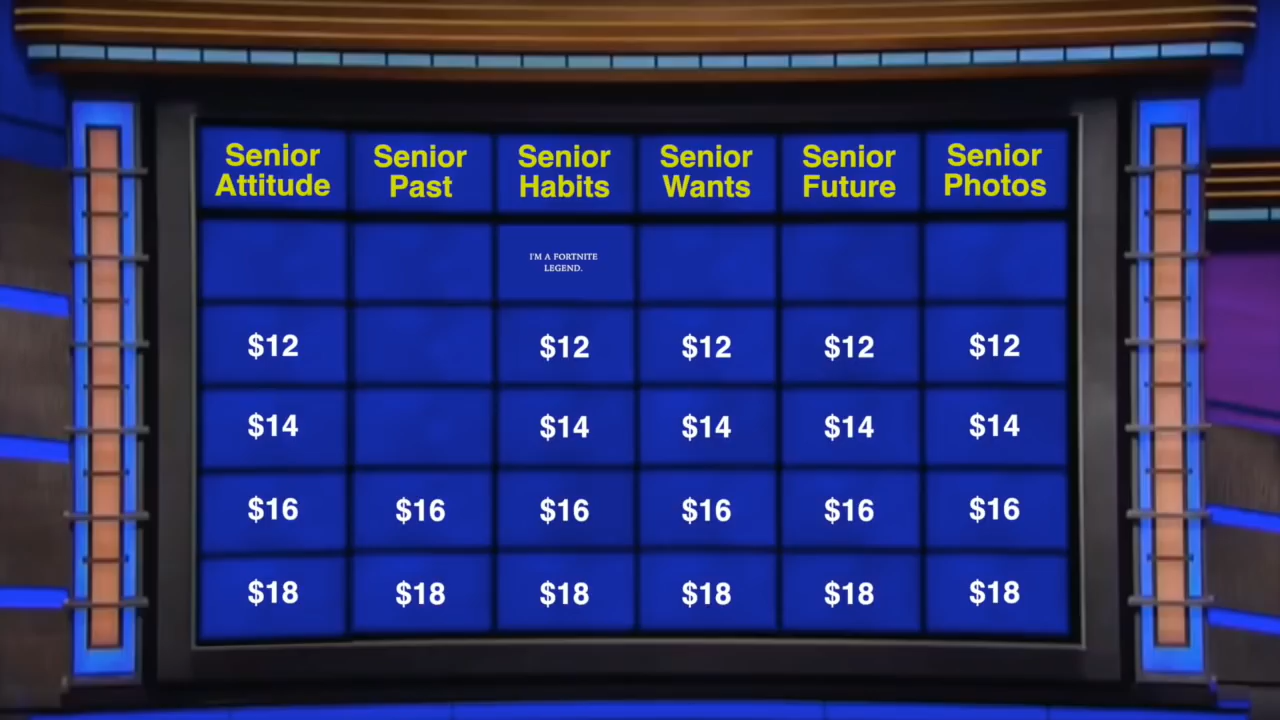 Senior Attitude
Senior Past
Senior Habits
Senior Wants
Senior Future
Senior Photos
I'M A FORTNITE
LEGEND.
$12 $12 $12 $12 $12
$14 $14 $14 $14 $14
$16 $16 $16 $16 $16 $16
$18 $18 $18 $18 $18 $18